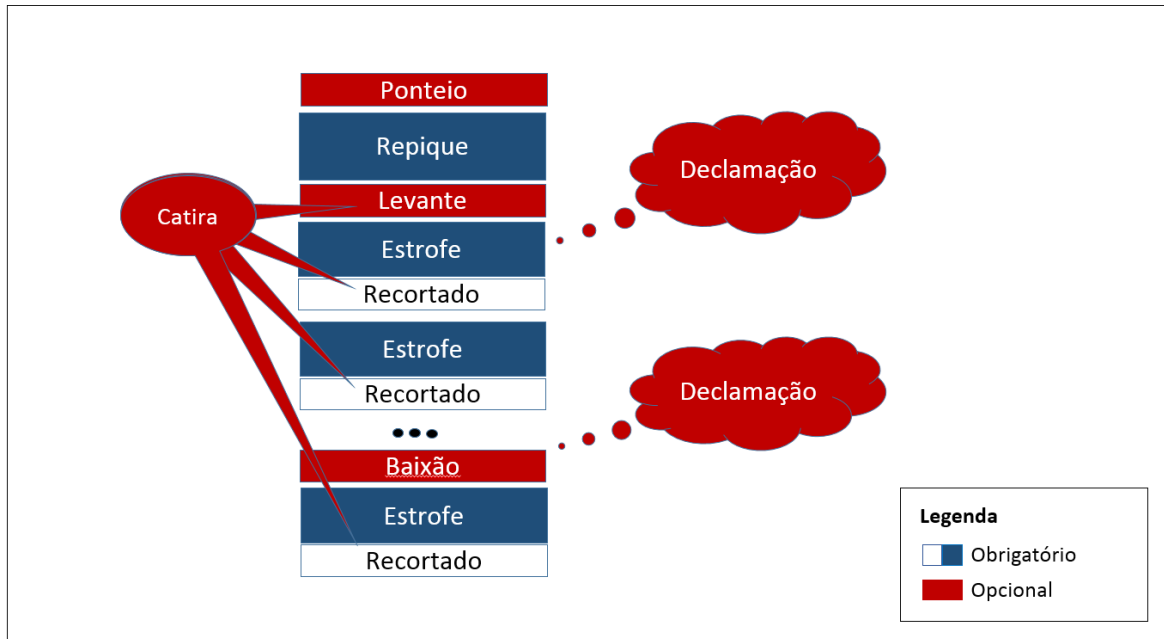 Ponteio
Repique
Declamação
Levante
Catira
Estrofe
Recortado
Estrofe
Recortado
Declamação
Baixão
Estrofe
Recortado
Legenda
Obrigatório
Opcional